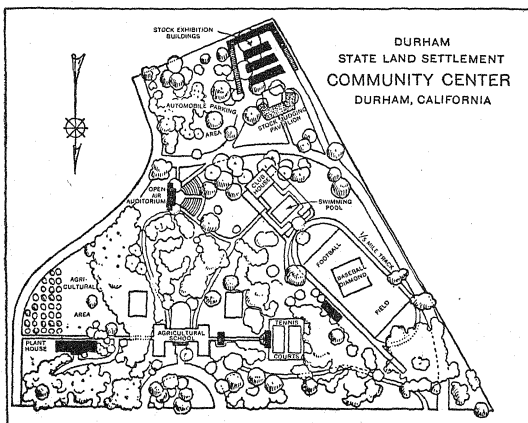 DURHAM
STATE LAND SETTLEMENT
COMMUNITY CENTER
DURHAM, CALIFORNIA
STOCK EXHIBITION
BUILDINGS
AUTOMOBILE PARKING
AREA
STOCK JUDGING
PAVILION
OPEN
AIR
AUDITORIUM
CLUB
HOUSE
SWIMMING
POOL
1/5 MILE TRACK
FOOTBALL
BASEBALL
DIAMOND
FIELD
AGRI-
CULTURAL
AREA
PLANT
HOUSE
AGRICULTURAL
SCHOOL
TENNIS
COURTS